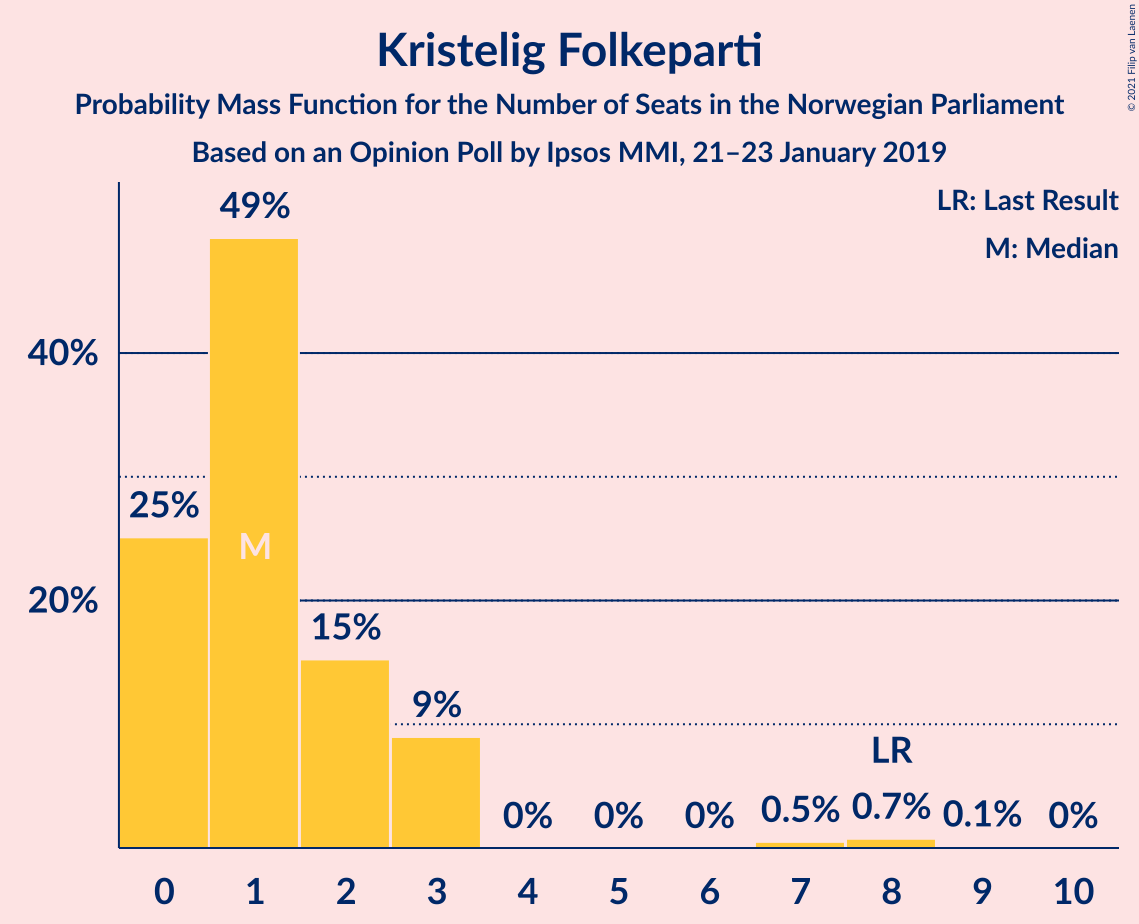 Kristelig Folkeparti
Probability Mass Function for the Number of Seats in the Norwegian Parliament
Based on an Opinion Poll by Ipsos MMI, 21–23 January 2019
© 2021 Filip van Laenen
LR: Last Result
M: Median
40%
20%
49%
25%
M
15%
9%
0%
0%
0%
0.5%
LR
0.7%
0.1%
0%
0 1 2 3 4 5 6 7 8 9 10